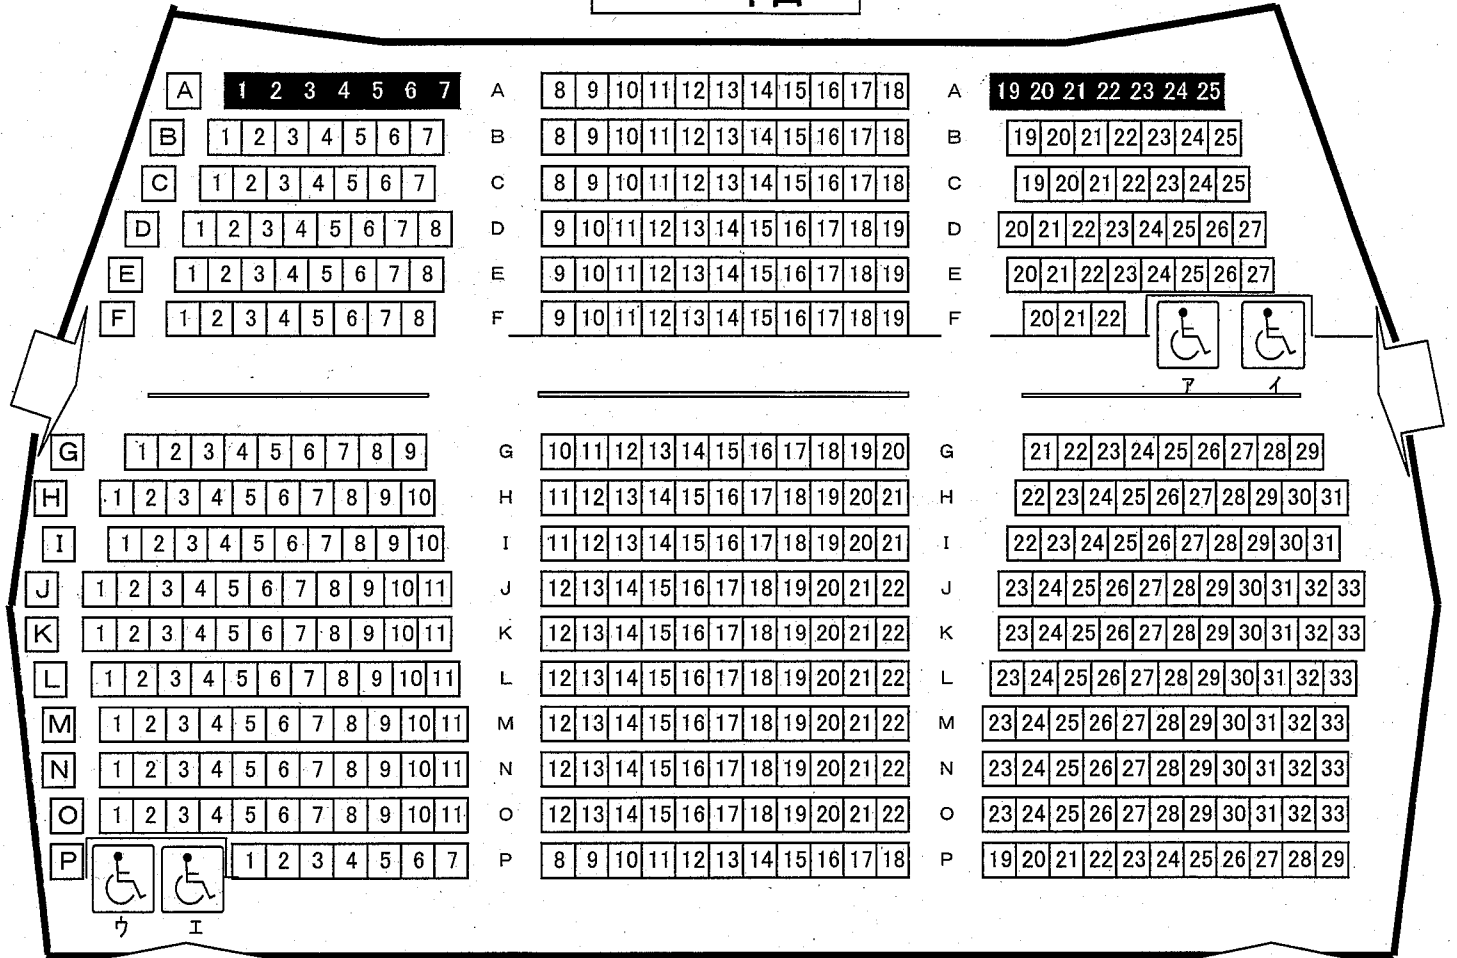 A 1 2 3 4 5 6 7 A 8 9 10 11 12 13 14 15 16 17 18 A 19 20 21 22 23 24 25
B 1 2 3 4 5 6 7 B 8 9 10 11 12 13 14 15 16 17 18 B 19 20 21 22 23 24 25
C 1 2 3 4 5 6 7 C 8 9 10 11 12 13 14 15 16 17 18 C 19 20 21 22 23 24 25
D 1 2 3 4 5 6 7 8 D 9 10 11 12 13 14 15 16 17 18 19 D 20 21 22 23 24 25 26 27
E 1 2 3 4 5 6 7 8 E 9 10 11 12 13 14 15 16 17 18 19 E 20 21 22 23 24 25 26 27
F 1 2 3 4 5 6 7 8 F 9 10 11 12 13 14 15 16 17 18 19 F 20 21 22
ア イ
G 1 2 3 4 5 6 7 8 9 G 10 11 12 13 14 15 16 17 18 19 20 G 21 22 23 24 25 26 27 28 29
H 1 2 3 4 5 6 7 8 9 10 H 11 12 13 14 15 16 17 18 19 20 21 H 22 23 24 25 26 27 28 29 30 31
I 1 2 3 4 5 6 7 8 9 10 I 11 12 13 14 15 16 17 18 19 20 21 I 22 23 24 25 26 27 28 29 30 31
J 1 2 3 4 5 6 7 8 9 10 11 J 12 13 14 15 16 17 18 19 20 21 22 J 23 24 25 26 27 28 29 30 31 32 33
K 1 2 3 4 5 6 7 8 9 10 11 K 12 13 14 15 16 17 18 19 20 21 22 K 23 24 25 26 27 28 29 30 31 32 33
L 1 2 3 4 5 6 7 8 9 10 11 L 12 13 14 15 16 17 18 19 20 21 22 L 23 24 25 26 27 28 29 30 31 32 33
M 1 2 3 4 5 6 7 8 9 10 11 M 12 13 14 15 16 17 18 19 20 21 22 M 23 24 25 26 27 28 29 30 31 32 33
N 1 2 3 4 5 6 7 8 9 10 11 N 12 13 14 15 16 17 18 19 20 21 22 N 23 24 25 26 27 28 29 30 31 32 33
O 1 2 3 4 5 6 7 8 9 10 11 O 12 13 14 15 16 17 18 19 20 21 22 O 23 24 25 26 27 28 29 30 31 32 33
P 1 2 3 4 5 6 7 P 8 9 10 11 12 13 14 15 16 17 18 P 19 20 21 22 23 24 25 26 27 28 29
ウ エ